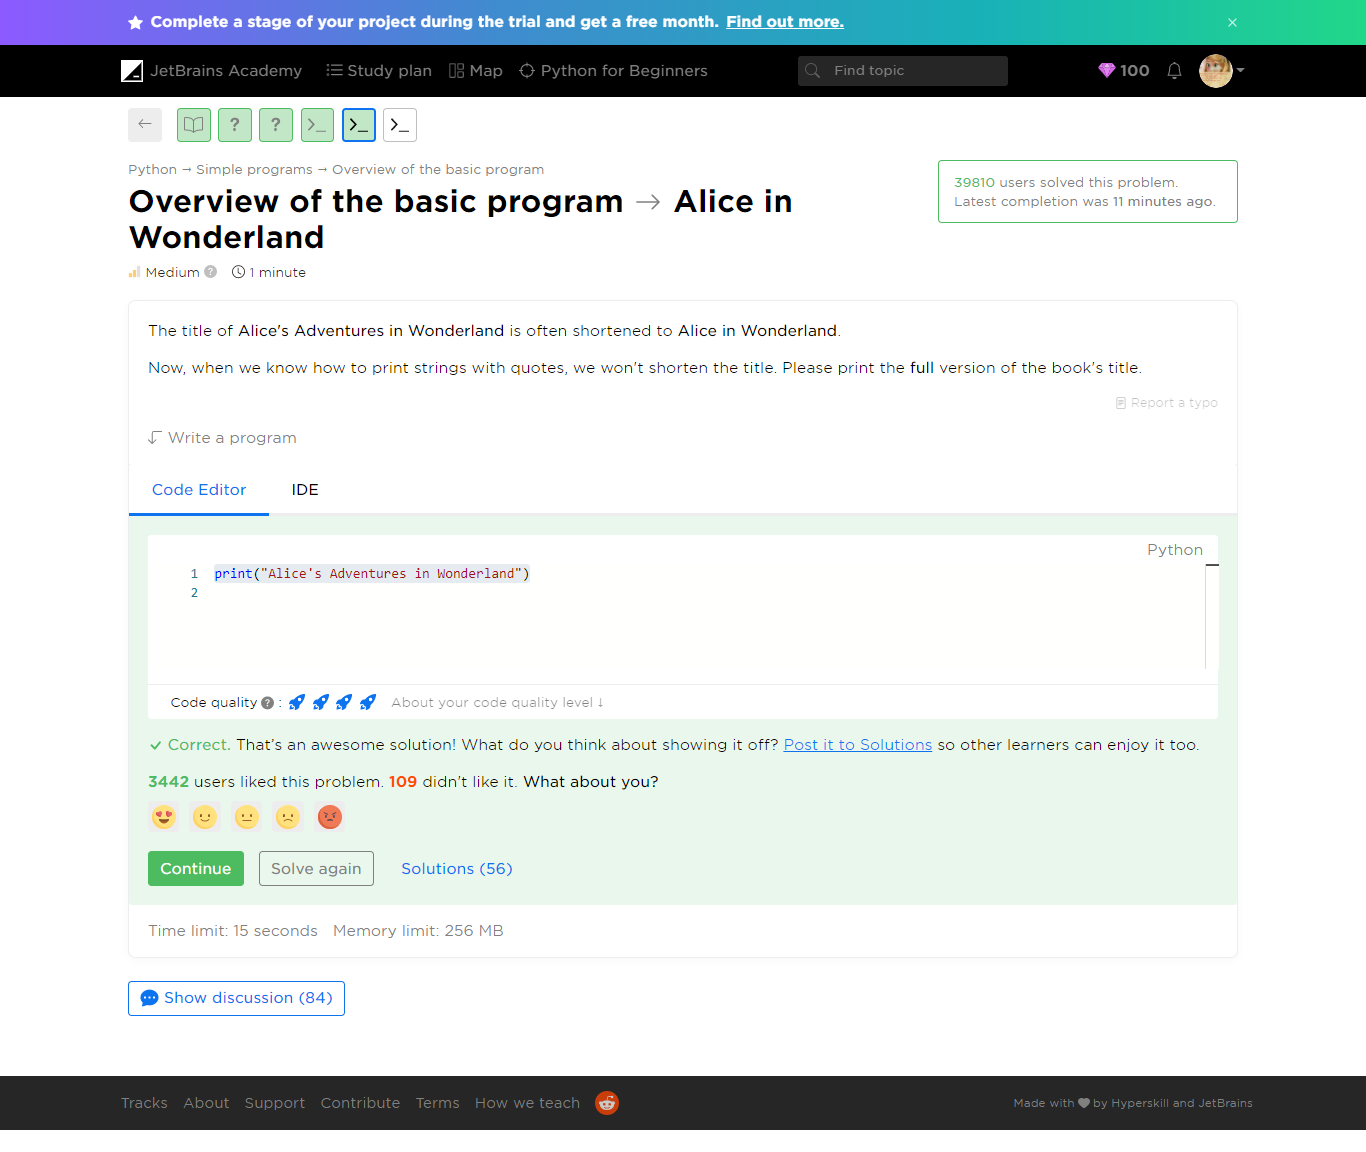 Complete a stage of your project during the trial and get a free month. Find out more. ×
JetBrains Academy Study plan Map Python for Beginners Find topic 100
? ? >_ >_ >_
Python → Simple programs → Overview of the basic program
Overview of the basic program → Alice in
Wonderland
39810 users solved this problem.
Latest completion was 11 minutes ago.
Medium ? 1 minute
The title of Alice's Adventures in Wonderland is often shortened to Alice in Wonderland.
Now, when we know how to print strings with quotes, we won't shorten the title. Please print the full version of the book's title.
Report a typo
Write a program
Code Editor IDE
Python
1 print("Alice's Adventures in Wonderland")
2
Code quality ? : About your code quality level ↓
Correct. That's an awesome solution! What do you think about showing it off? Post it to Solutions so other learners can enjoy it too.
3442 users liked this problem. 109 didn't like it. What about you?
Continue Solve again Solutions (56)
Time limit: 15 seconds Memory limit: 256 MB
Show discussion (84)
Tracks About Support Contribute Terms How we teach
Made with ♥ by Hyperskill and JetBrains